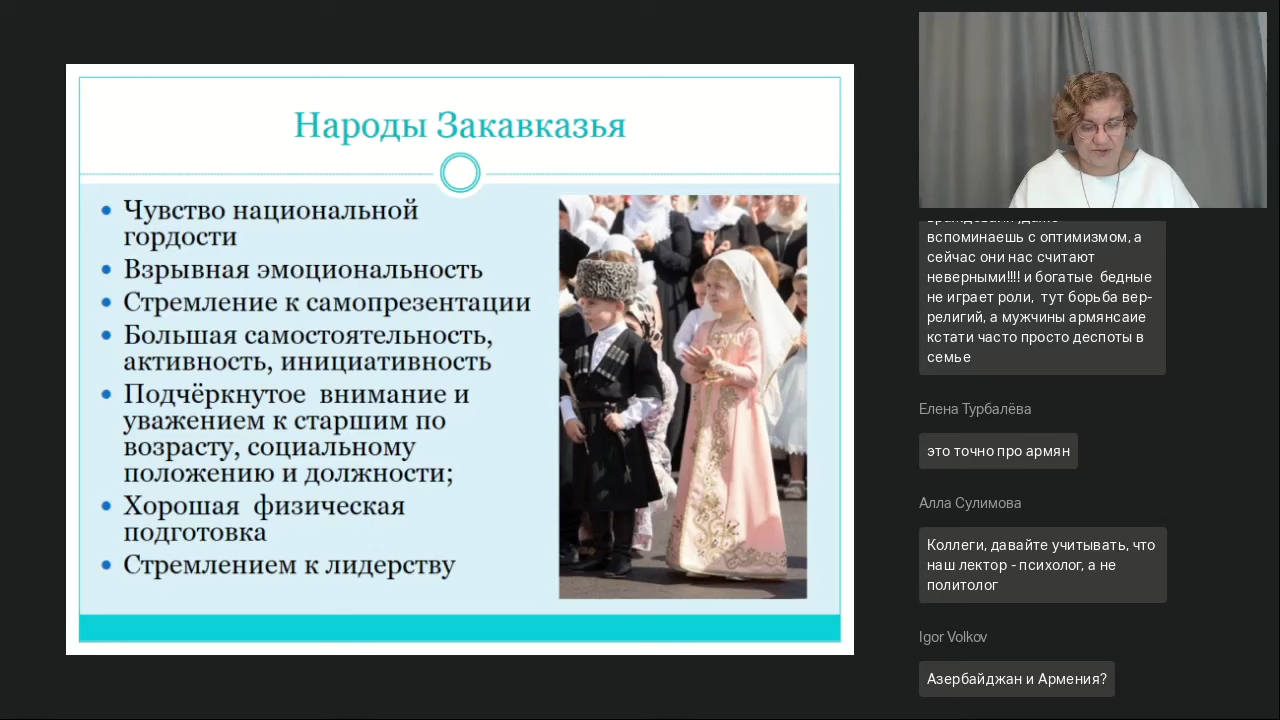 Народы Закавказья
• Чувство национальной
гордости
• Взрывная эмоциональность
• Стремление к самопрезентации
• Большая самостоятельность,
активность, инициативность
• Подчёркнутое внимание и
уважением к старшим по
возрасту, социальному
положению и должности;
• Хорошая физическая
подготовка
• Стремлением к лидерству
вспоминаешь с оптимизмом, а
сейчас они нас считают
неверными!!!! и богатые бедные
не играет роли, тут борьба вер-
религий, а мужчины армянсаие
кстати часто просто деспоты в
семье
Елена Турбалёва
это точно про армян
Алла Сулимова
Коллеги, давайте учитывать, что
наш лектор - психолог, а не
политолог
Igor Volkov
Азербайджан и Армения?